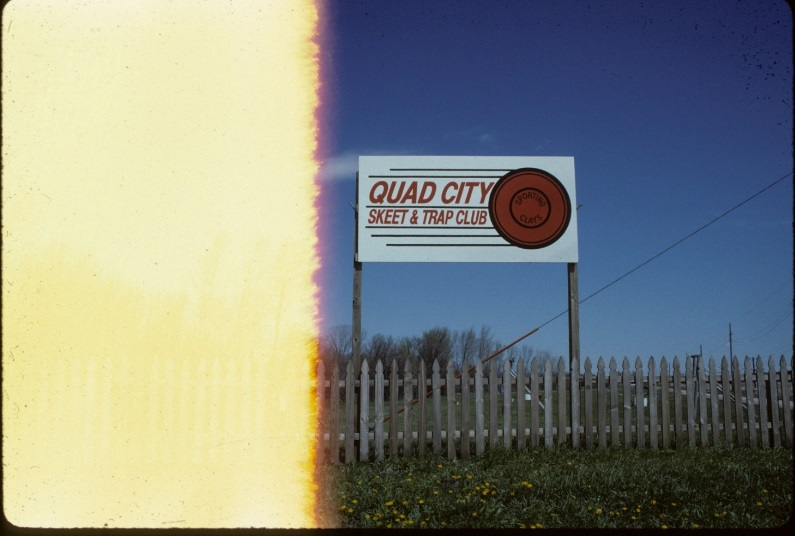 QUAD CITY
SKEET & TRAP CLUB
SPORTING
CLAYS